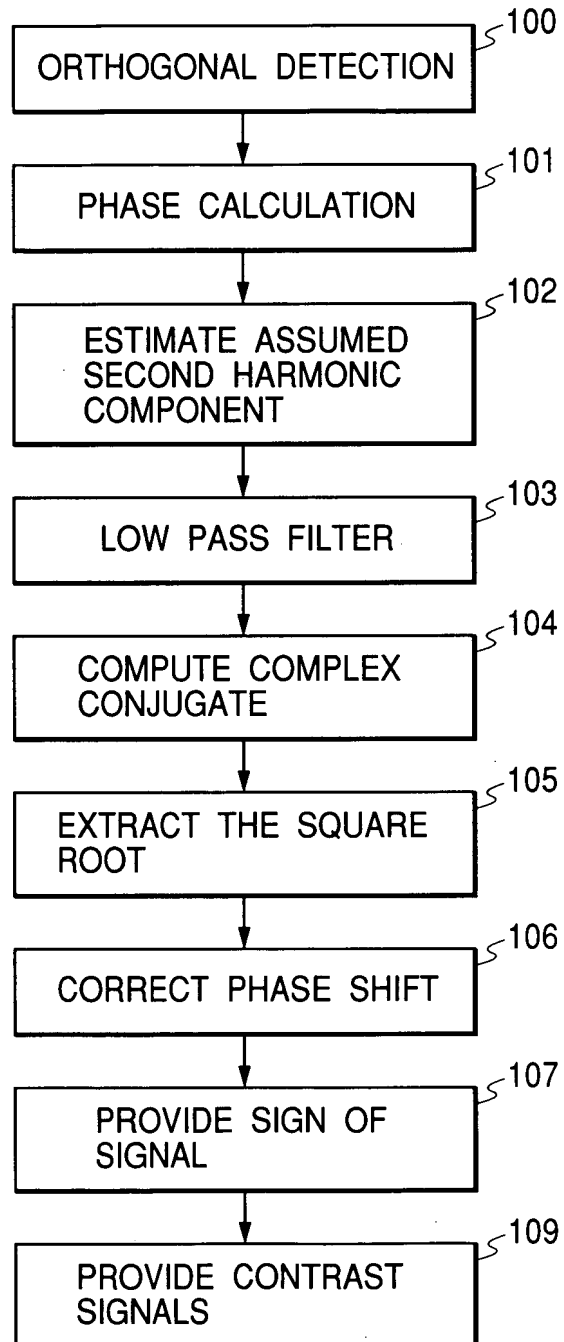 100
ORTHOGONAL DETECTION
101
PHASE CALCULATION
102
ESTIMATE ASSUMED
SECOND HARMONIC
COMPONENT
103
LOW PASS FILTER
104
COMPUTE COMPLEX
CONJUGATE
105
EXTRACT THE SQUARE
ROOT
106
CORRECT PHASE SHIFT
107
PROVIDE SIGN OF
SIGNAL
109
PROVIDE CONTRAST
SIGNALS